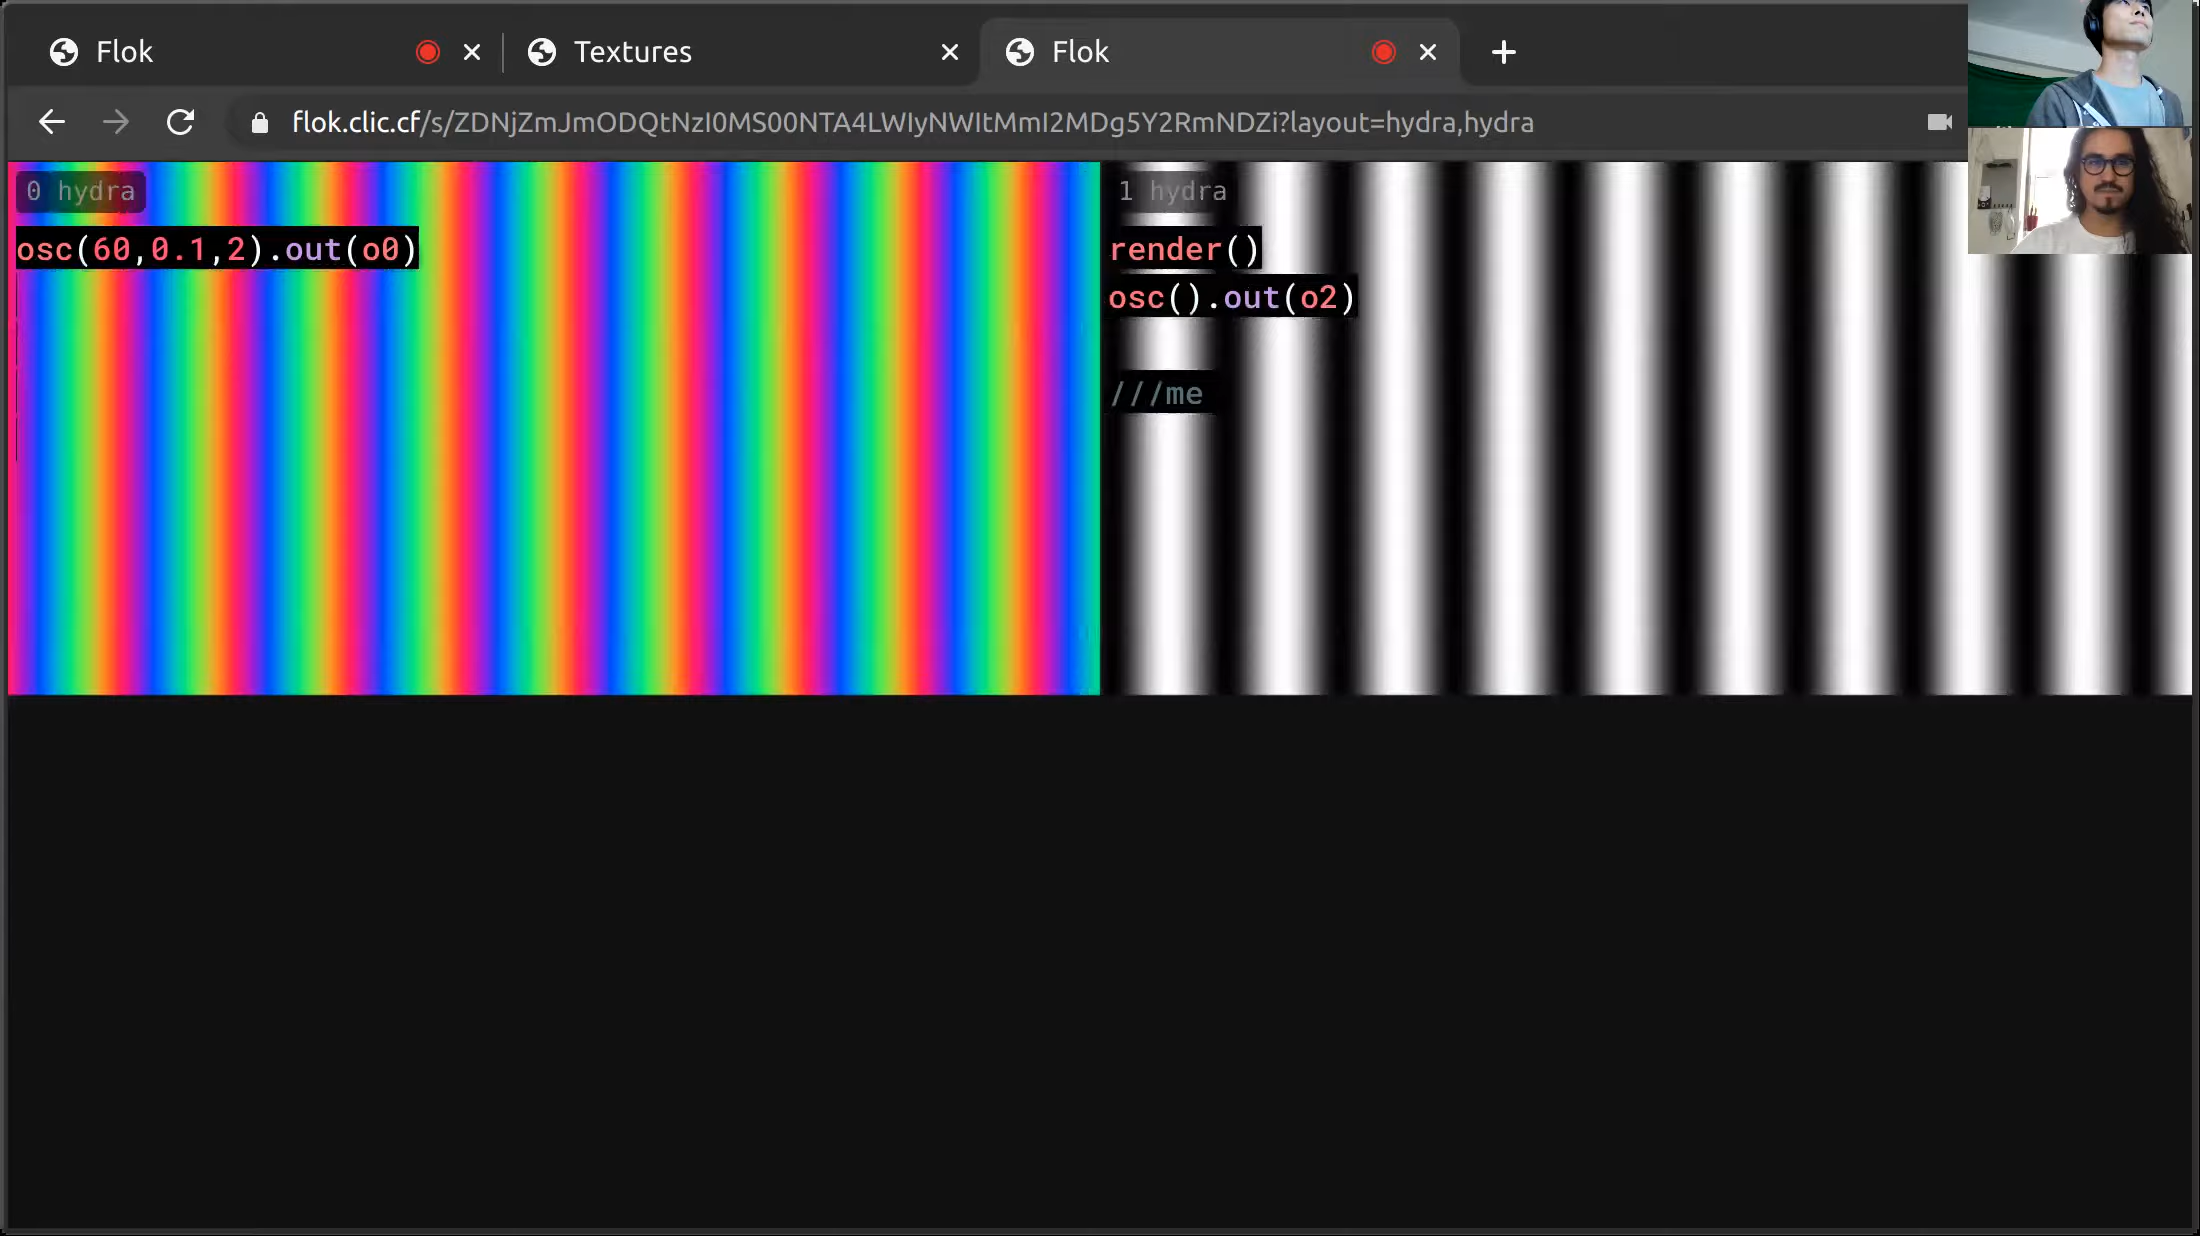 Flok
Textures
Flok
flok.clic.cf/s/ZDNjZmJmODQtNzI0MS00NTA4LWIyNWItMmI2MDg5Y2RmNDZi?layout=hydra,hydra
0 hydra
osc(60,0.1,2).out(o0)
1 hydra
render()
osc().out(o2)
///me